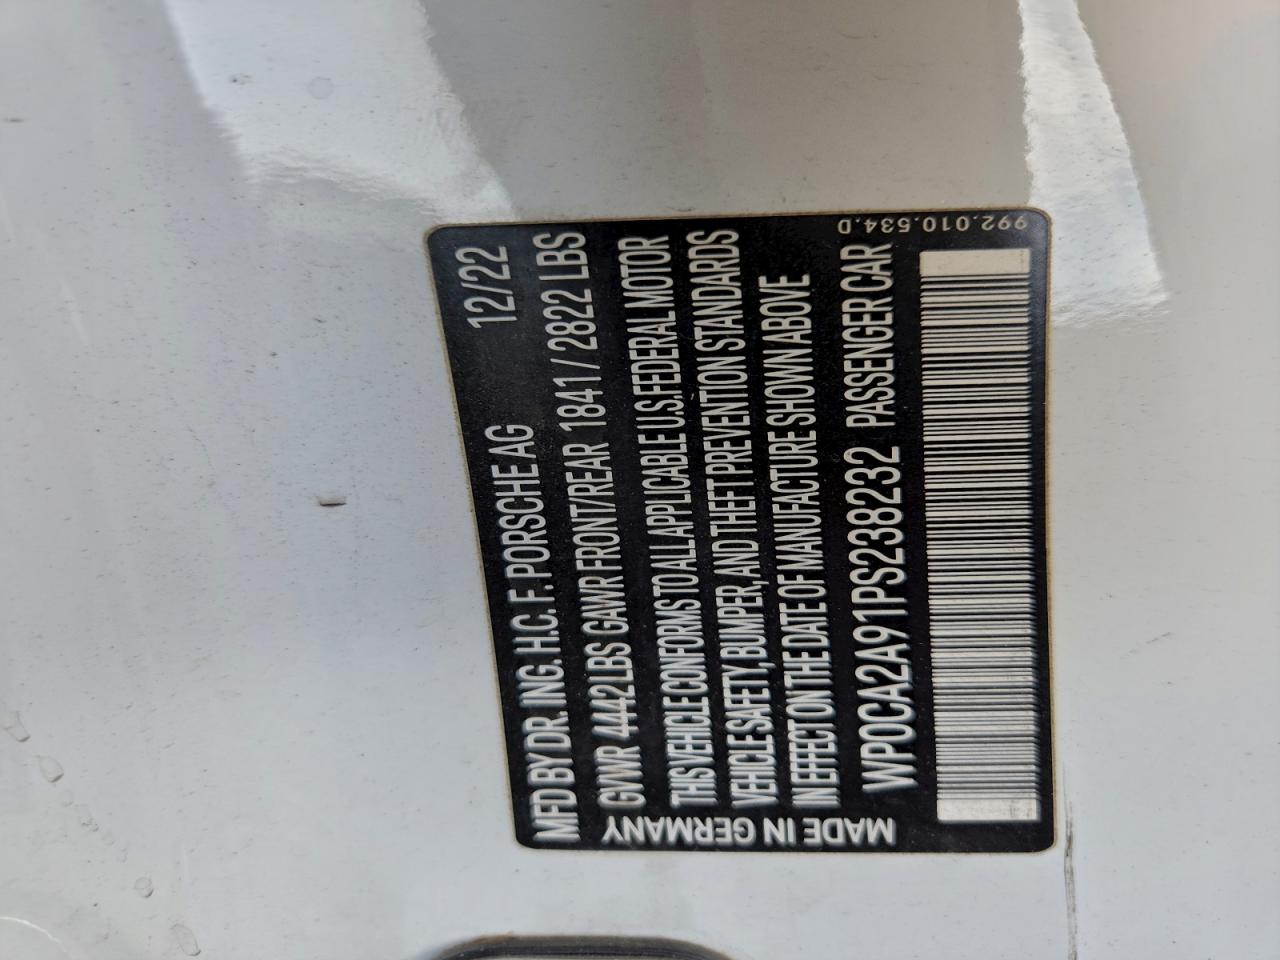 MFD BY DR. ING. H.C. F. PORSCHE AG 12/22
GVWR 4442 LBS GAWR FRONT/REAR 1841/2822 LBS
THIS VEHICLE CONFORMS TO ALL APPLICABLE U.S. FEDERAL MOTOR
VEHICLE SAFETY, BUMPER, AND THEFT PREVENTION STANDARDS
IN EFFECT ON THE DATE OF MANUFACTURE SHOWN ABOVE
WP0CA2A91PS238232 PASSENGER CAR
MADE IN GERMANY
992.010.534.D